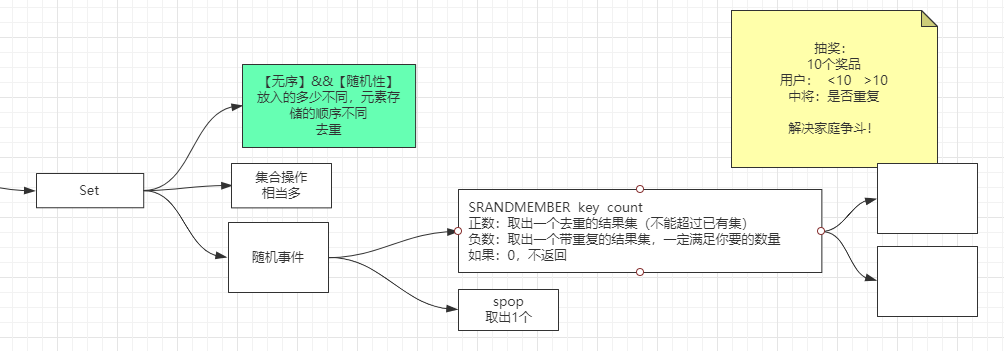 抽奖：
10个奖品
用户： <10 >10
中将：是否重复
解决家庭争斗！
【无序】&&【随机性】
放入的多少不同，元素存
储的顺序不同
去重
Set
集合操作
相当多
随机事件
SRANDMEMBER key count
正数：取出一个去重的结果集（不能超过已有集）
负数：取出一个带重复的结果集，一定满足你要的数量
如果：0，不返回
spop
取出1个